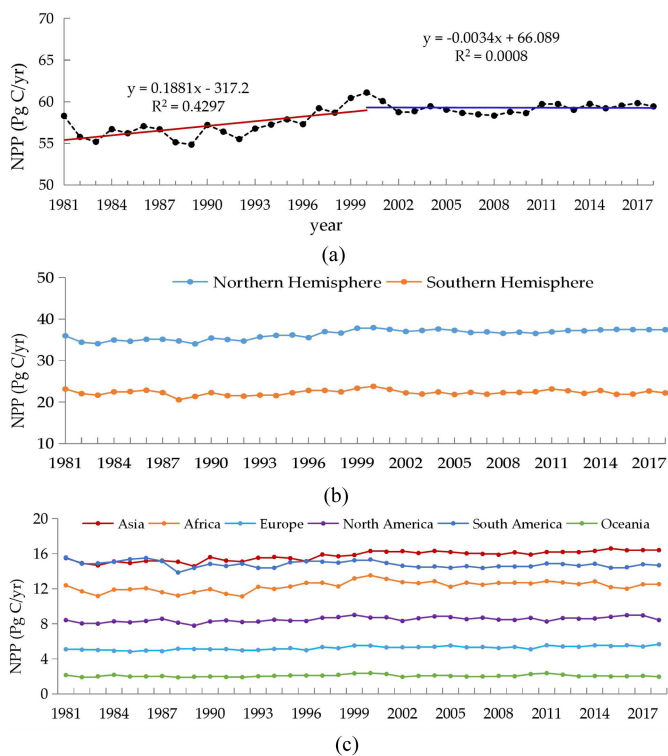 70
y = -0.0034x + 66.089
R² = 0.0008
65
y = 0.1881x - 317.2
R² = 0.4297
60
55
50
NPP (Pg C/yr)
1981 1984 1987 1990 1993 1996 1999 2002 2005 2008 2011 2014 2017
year
(a)
50
Northern Hemisphere Southern Hemisphere
40
30
20
10
NPP (Pg C/yr)
1981 1984 1987 1990 1993 1996 1999 2002 2005 2008 2011 2014 2017
(b)
20
Asia Africa Europe North America South America Oceania
16
12
8
4
0
NPP (Pg C/yr)
1981 1984 1987 1990 1993 1996 1999 2002 2005 2008 2011 2014 2017
(c)